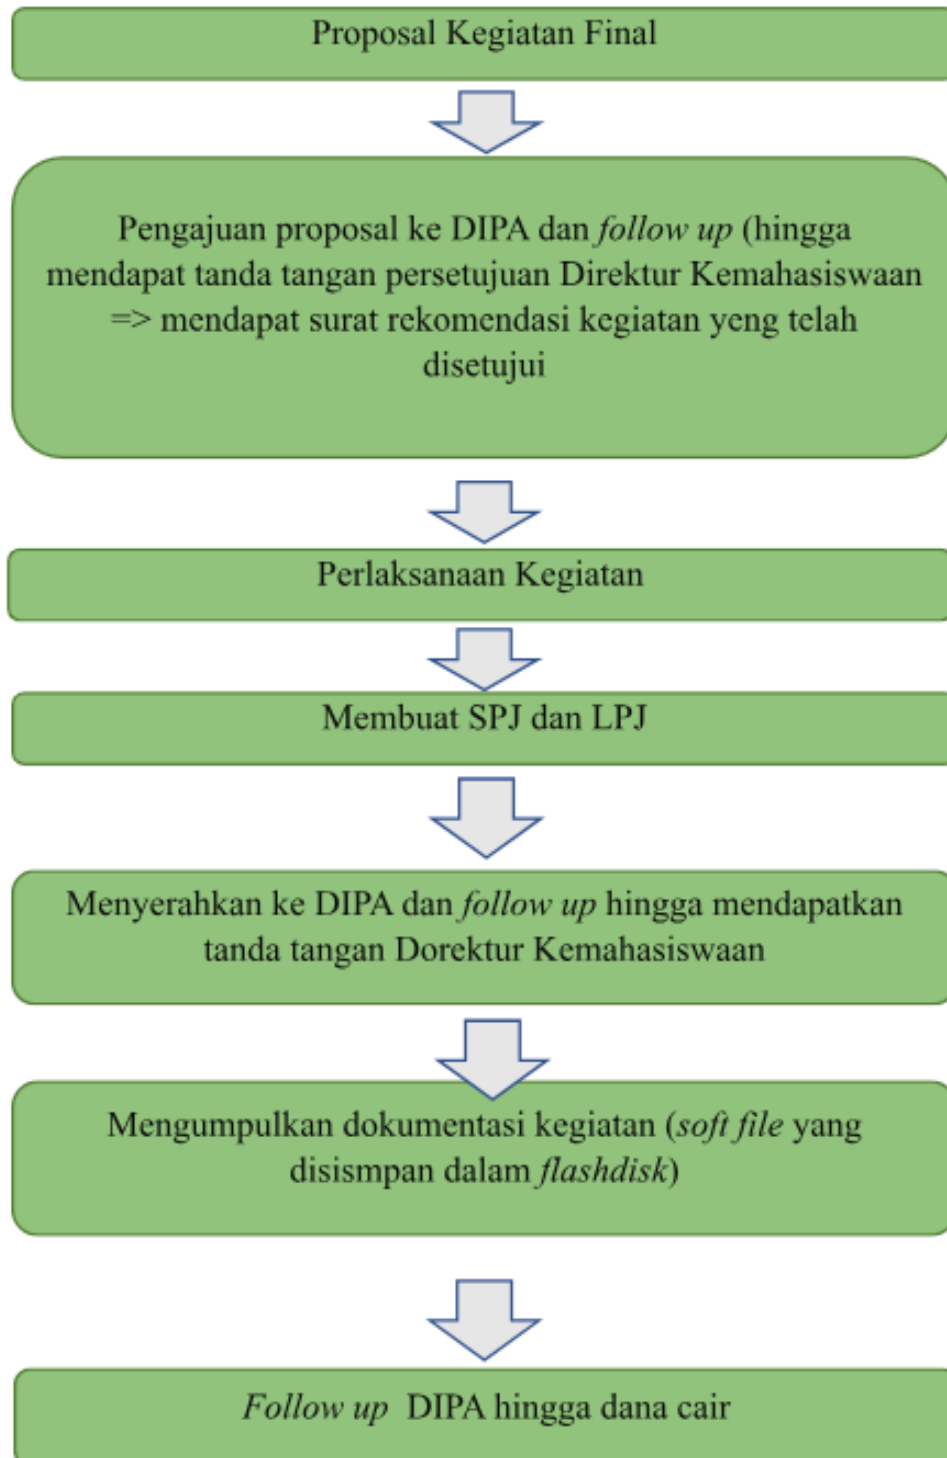 Proposal Kegiatan Final
Pengajuan proposal ke DIPA dan follow up (hingga
mendapat tanda tangan persetujuan Direktur Kemahasiswaan
=> mendapat surat rekomendasi kegiatan yeng telah
disetujui
Perlaksanaan Kegiatan
Membuat SPJ dan LPJ
Menyerahkan ke DIPA dan follow up hingga mendapatkan
tanda tangan Dorektur Kemahasiswaan
Mengumpulkan dokumentasi kegiatan (soft file yang
disismpan dalam flashdisk)
Follow up DIPA hingga dana cair